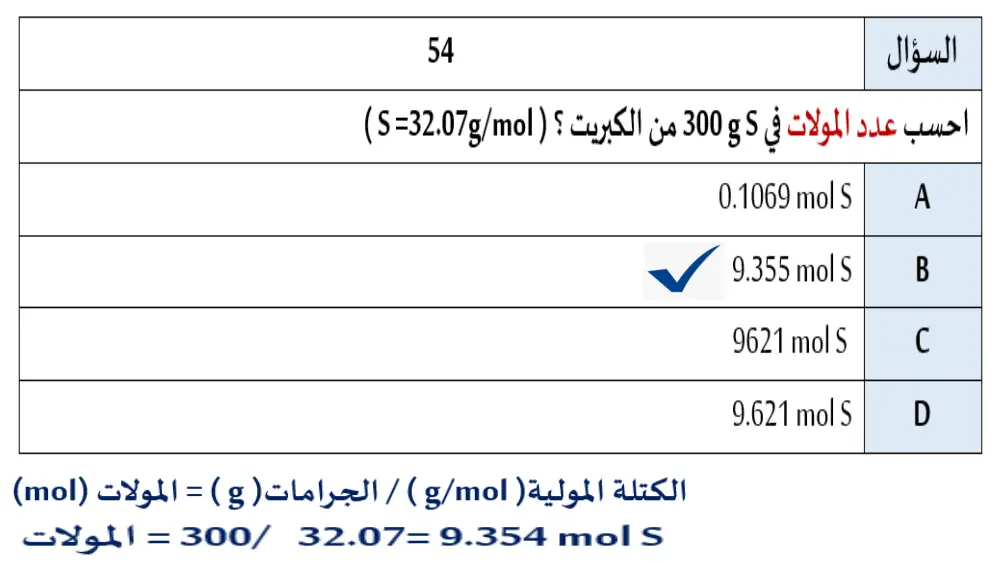 السؤال 54
احسب عدد المولات في 300 g S من الكبريت ؟ ( S =32.07g/mol )
A 0.1069 mol S
B 9.355 mol S
C 9621 mol S
D 9.621 mol S
(mol) المولات = ( g )الجرامات / ( g/mol )الكتلة المولية
المولات = 300/ 32.07= 9.354 mol S